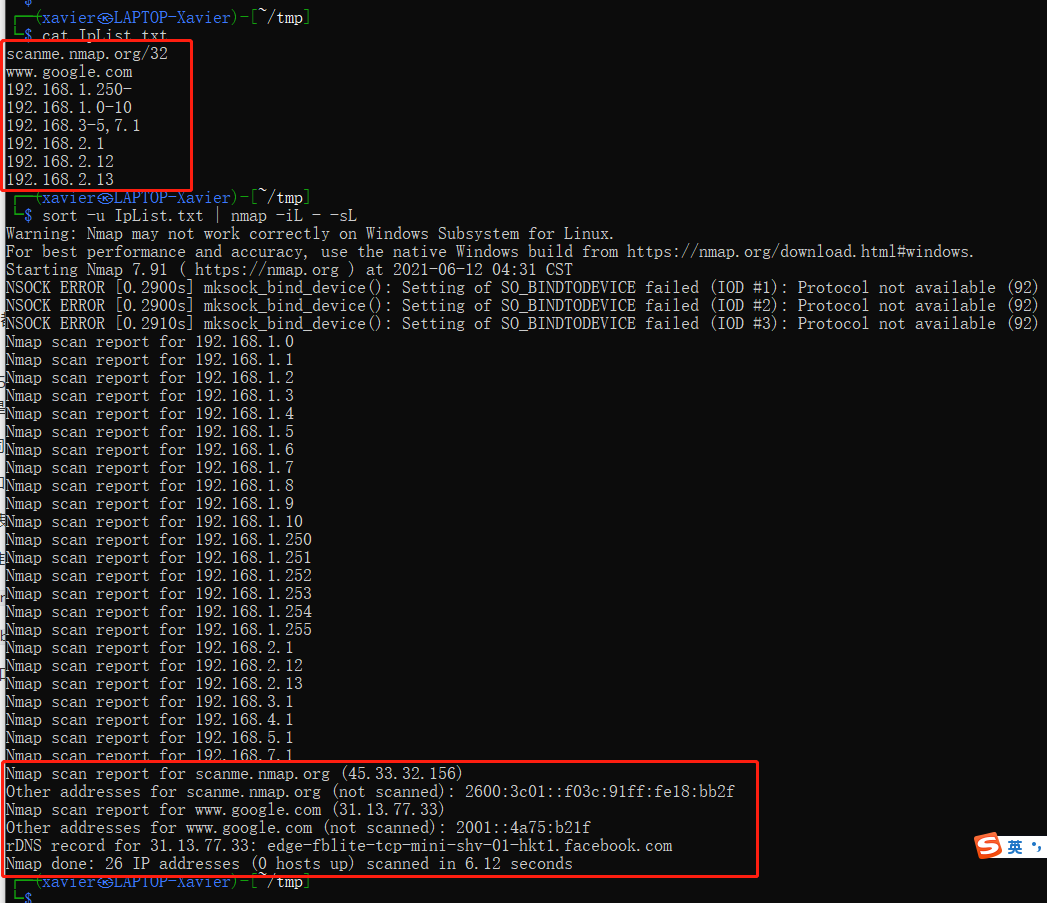 ┌──(xavier㉿LAPTOP-Xavier)-[~/tmp]
└─$ cat IpList.txt
scanme.nmap.org/32
www.google.com
192.168.1.250-
192.168.1.0-10
192.168.3-5,7.1
192.168.2.1
192.168.2.12
192.168.2.13
┌──(xavier㉿LAPTOP-Xavier)-[~/tmp]
└─$ sort -u IpList.txt | nmap -iL - -sL
Warning: Nmap may not work correctly on Windows Subsystem for Linux.
For best performance and accuracy, use the native Windows build from https://nmap.org/download.html#windows.
Starting Nmap 7.91 ( https://nmap.org ) at 2021-06-12 04:31 CST
NSOCK ERROR [0.2900s] mksock_bind_device(): Setting of SO_BINDTODEVICE failed (IOD #1): Protocol not available (92)
NSOCK ERROR [0.2900s] mksock_bind_device(): Setting of SO_BINDTODEVICE failed (IOD #2): Protocol not available (92)
NSOCK ERROR [0.2910s] mksock_bind_device(): Setting of SO_BINDTODEVICE failed (IOD #3): Protocol not available (92)
Nmap scan report for 192.168.1.0
Nmap scan report for 192.168.1.1
Nmap scan report for 192.168.1.2
Nmap scan report for 192.168.1.3
Nmap scan report for 192.168.1.4
Nmap scan report for 192.168.1.5
Nmap scan report for 192.168.1.6
Nmap scan report for 192.168.1.7
Nmap scan report for 192.168.1.8
Nmap scan report for 192.168.1.9
Nmap scan report for 192.168.1.10
Nmap scan report for 192.168.1.250
Nmap scan report for 192.168.1.251
Nmap scan report for 192.168.1.252
Nmap scan report for 192.168.1.253
Nmap scan report for 192.168.1.254
Nmap scan report for 192.168.1.255
Nmap scan report for 192.168.2.1
Nmap scan report for 192.168.2.12
Nmap scan report for 192.168.2.13
Nmap scan report for 192.168.3.1
Nmap scan report for 192.168.4.1
Nmap scan report for 192.168.5.1
Nmap scan report for 192.168.7.1
Nmap scan report for scanme.nmap.org (45.33.32.156)
Other addresses for scanme.nmap.org (not scanned): 2600:3c01::f03c:91ff:fe18:bb2f
Nmap scan report for www.google.com (31.13.77.33)
Other addresses for www.google.com (not scanned): 2001::4a75:b21f
rDNS record for 31.13.77.33: edge-fblite-tcp-mini-shv-01-hkt1.facebook.com
Nmap done: 26 IP addresses (0 hosts up) scanned in 6.12 seconds
┌──(xavier㉿LAPTOP-Xavier)-[~/tmp]
└─$
英